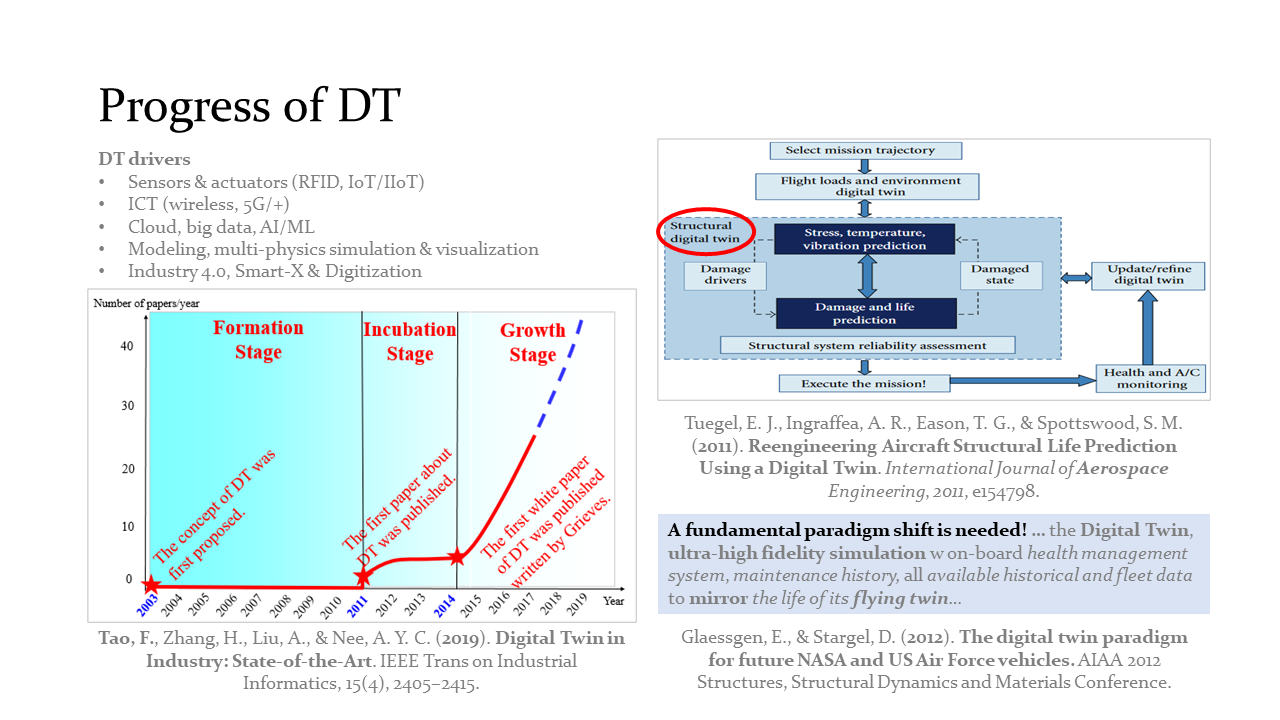 Progress of DT
DT drivers
• Sensors & actuators (RFID, IoT/IIoT)
• ICT (wireless, 5G/+)
• Cloud, big data, AI/ML
• Modeling, multi-physics simulation & visualization
• Industry 4.0, Smart-X & Digitization
Number of papers/year
Formation
Stage
Incubation
Stage
Growth
Stage
40
30
20
10
0
The concept of DT was
first proposed.
The first paper about
DT was published.
The first white paper
of DT was published
written by Grieves.
2003 2004 2005 2006 2007 2008 2009 2010 2011 2012 2013 2014 2015 2016 2017 2018 2019 Year
Tao, F., Zhang, H., Liu, A., & Nee, A. Y. C. (2019). Digital Twin in
Industry: State-of-the-Art. IEEE Trans on Industrial
Informatics, 15(4), 2405–2415.
Select mission trajectory
Flight loads and environment
digital twin
Structural
digital twin
Stress, temperature,
vibration prediction
Damage
drivers
Damaged
state
Update/refine
digital twin
Damage and life
prediction
Structural system reliability assessment
Execute the mission!
Health and A/C
monitoring
Tuegel, E. J., Ingraffea, A. R., Eason, T. G., & Spottswood, S. M.
(2011). Reengineering Aircraft Structural Life Prediction
Using a Digital Twin. International Journal of Aerospace
Engineering, 2011, e154798.
A fundamental paradigm shift is needed! ... the Digital Twin,
ultra-high fidelity simulation w on-board health management
system, maintenance history, all available historical and fleet data
to mirror the life of its flying twin...
Glaessgen, E., & Stargel, D. (2012). The digital twin paradigm
for future NASA and US Air Force vehicles. AIAA 2012
Structures, Structural Dynamics and Materials Conference.